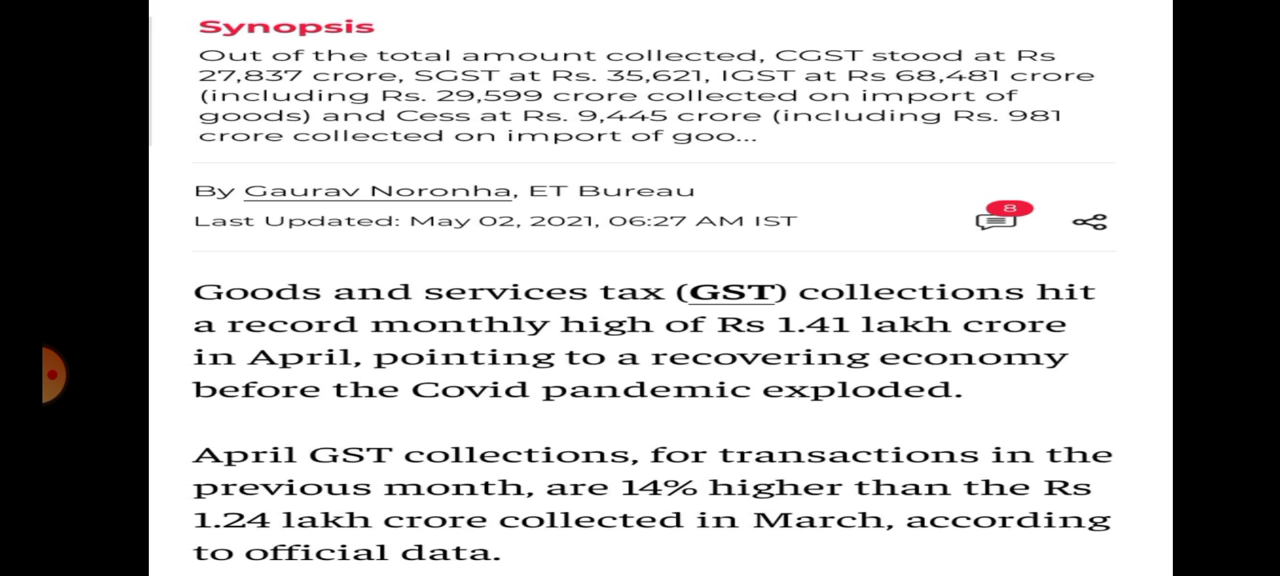 Synopsis
Out of the total amount collected, CGST stood at Rs
27,837 crore, SGST at Rs. 35,621, IGST at Rs 68,481 crore
(including Rs. 29,599 crore collected on import of
goods) and Cess at Rs. 9,445 crore (including Rs. 981
crore collected on import of goo...
By Gaurav Noronha, ET Bureau
Last Updated: May 02, 2021, 06:27 AM IST
8
Goods and services tax (GST) collections hit
a record monthly high of Rs 1.41 lakh crore
in April, pointing to a recovering economy
before the Covid pandemic exploded.
April GST collections, for transactions in the
previous month, are 14% higher than the Rs
1.24 lakh crore collected in March, according
to official data.